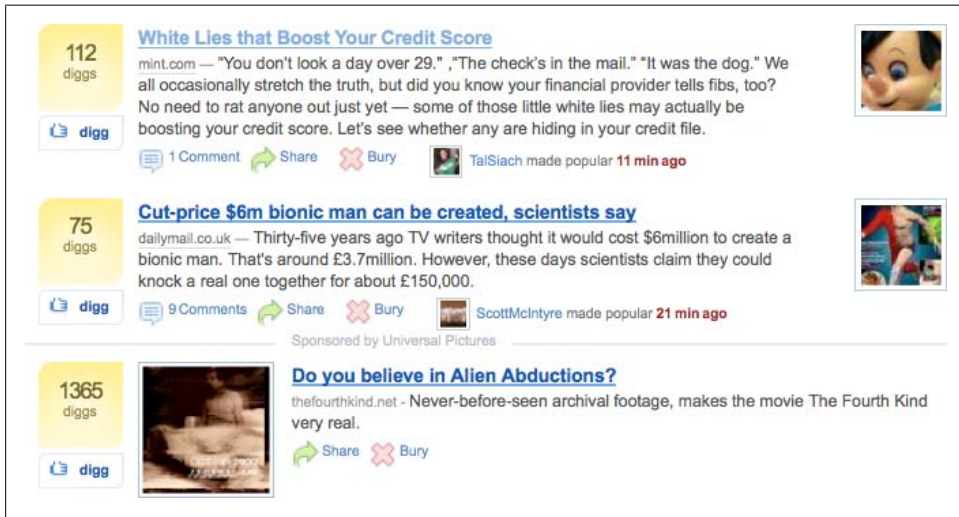 112
diggs
digg
White Lies that Boost Your Credit Score
mint.com — "You don't look a day over 29." ,"The check's in the mail." "It was the dog." We
all occasionally stretch the truth, but did you know your financial provider tells fibs, too?
No need to rat anyone out just yet — some of those little white lies may actually be
boosting your credit score. Let's see whether any are hiding in your credit file.
1 Comment Share Bury TalSiach made popular 11 min ago
75
diggs
digg
Cut-price $6m bionic man can be created, scientists say
dailymail.co.uk — Thirty-five years ago TV writers thought it would cost $6million to create a
bionic man. That's around £3.7million. However, these days scientists claim they could
knock a real one together for about £150,000.
9 Comments Share Bury ScottMcIntyre made popular 21 min ago
Sponsored by Universal Pictures
1365
diggs
digg
Do you believe in Alien Abductions?
thefourthkind.net - Never-before-seen archival footage, makes the movie The Fourth Kind
very real.
Share Bury